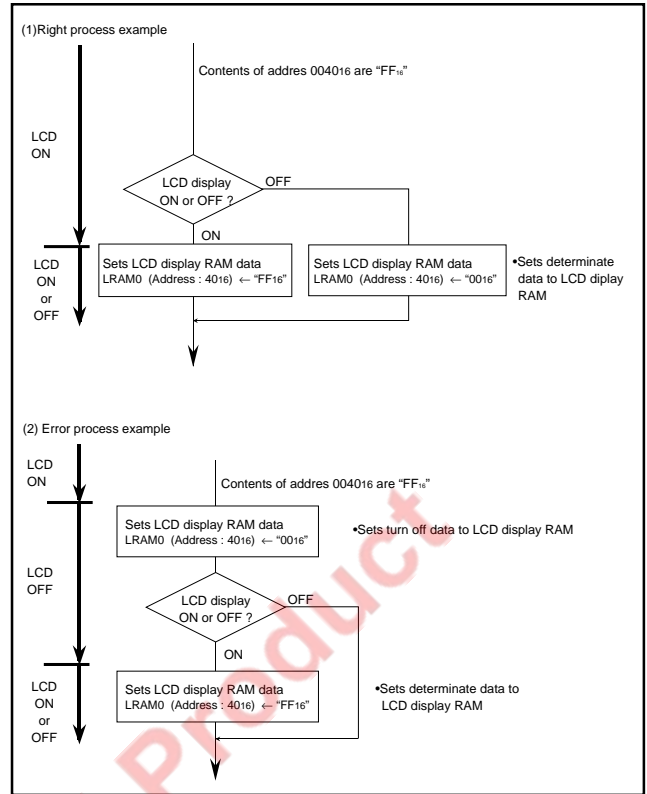 (1)Right process example
Contents of addres 004016 are “FF16”
LCD
ON
LCD display
ON or OFF ?
OFF
ON
LCD
ON
or
OFF
Sets LCD display RAM data
LRAM0 (Address : 4016) ← “FF16”
Sets LCD display RAM data
LRAM0 (Address : 4016) ← “0016”
•Sets determinate
data to LCD diplay
RAM
(2) Error process example
LCD
ON
Contents of addres 004016 are “FF16”
Sets LCD display RAM data
LRAM0 (Address : 4016) ← “0016”
•Sets turn off data to LCD display RAM
LCD
OFF
LCD display
ON or OFF ?
OFF
ON
LCD
ON
or
OFF
Sets LCD display RAM data
LRAM0 (Address : 4016) ← “FF16”
•Sets determinate data to
LCD display RAM
Product